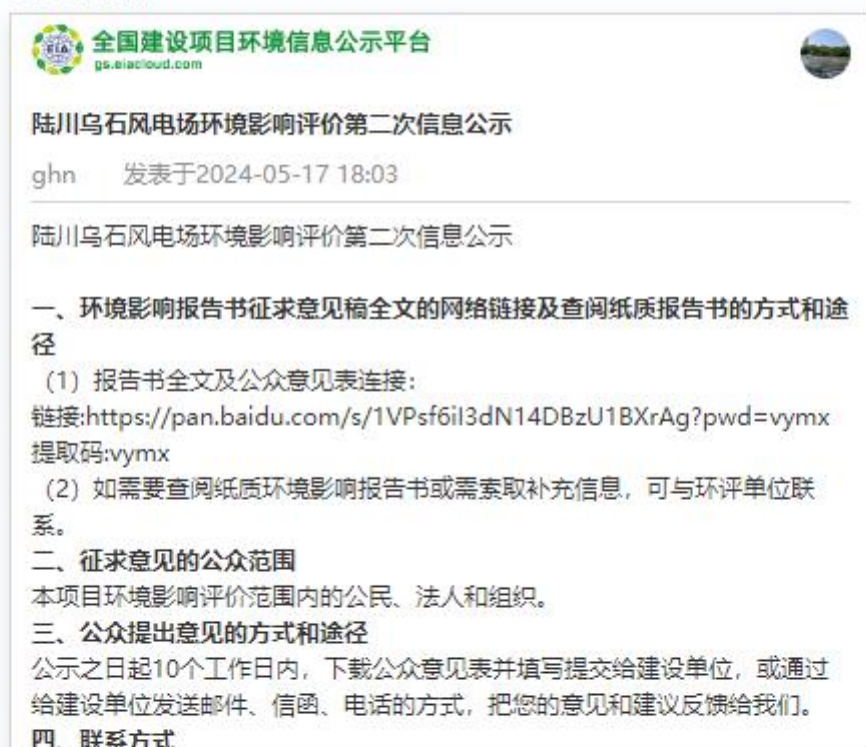 EIA
全国建设项目环境信息公示平台
gs.eiacloud.com
陆川乌石风电场环境影响评价第二次信息公示
ghn 发表于2024-05-17 18:03
陆川乌石风电场环境影响评价第二次信息公示
一、环境影响报告书征求意见稿全文的网络链接及查阅纸质报告书的方式和途
径
（1）报告书全文及公众意见表连接：
链接:https://pan.baidu.com/s/1VPsf6iI3dN14DBzU1BXrAg?pwd=vymx
提取码:vymx
（2）如需要查阅纸质环境影响报告书或需索取补充信息，可与环评单位联
系。
二、征求意见的公众范围
本项目环境影响评价范围内的公民、法人和组织。
三、公众提出意见的方式和途径
公示之日起10个工作日内，下载公众意见表并填写提交给建设单位，或通过
给建设单位发送邮件、信函、电话的方式，把您的意见和建议反馈给我们。
四、联系方式